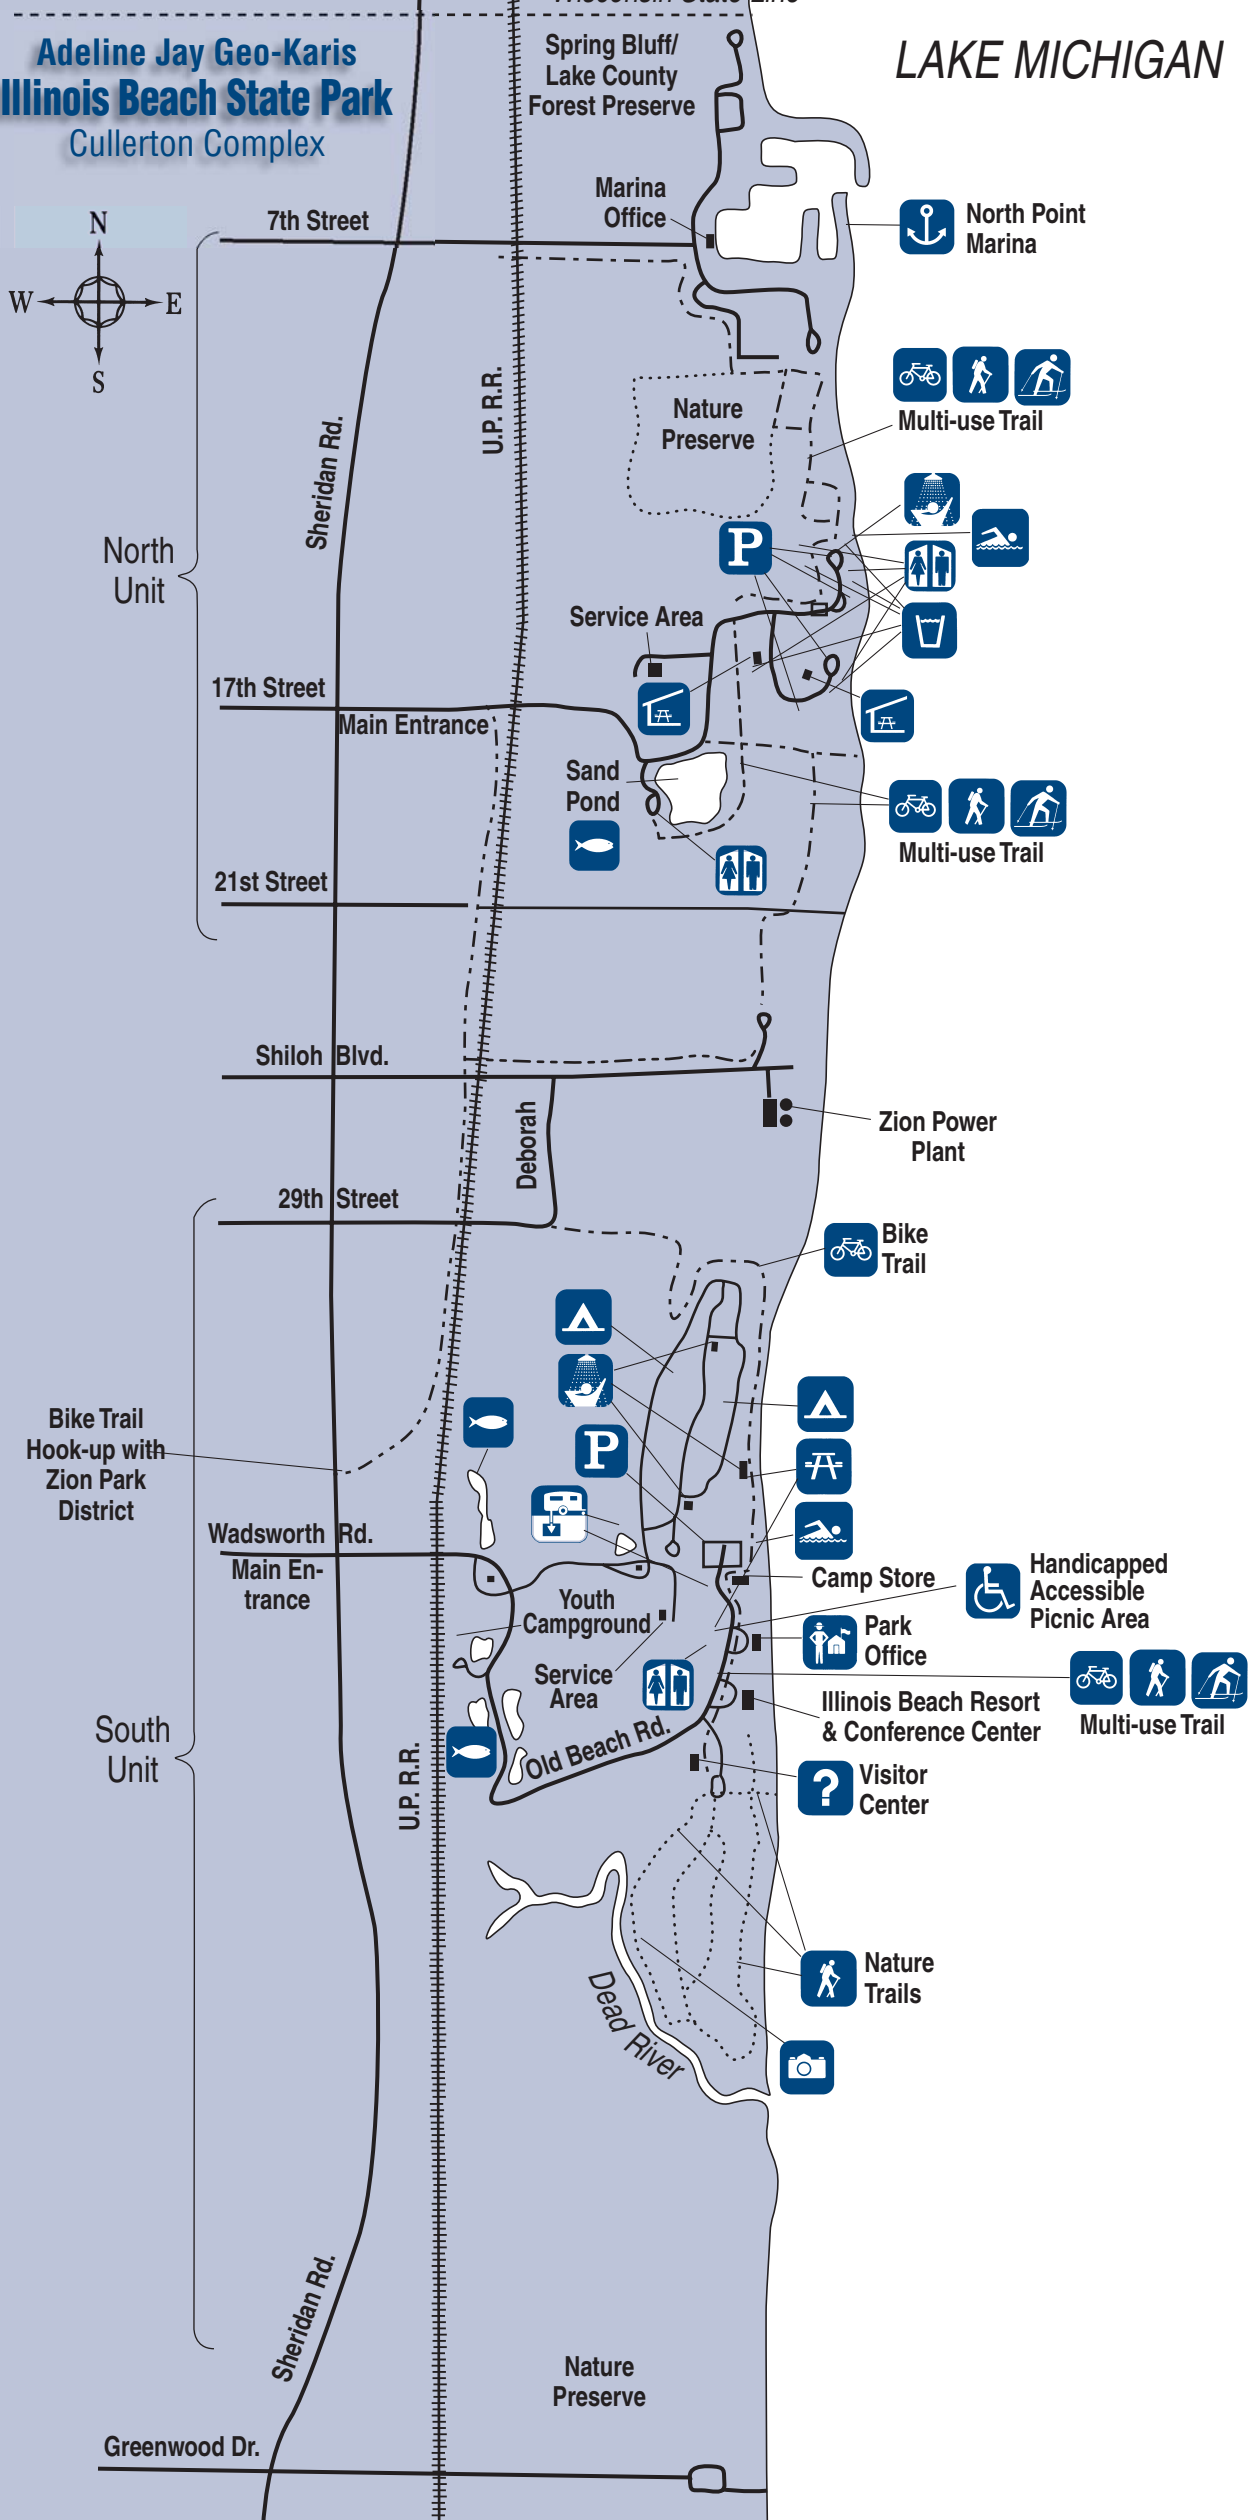 Wisconsin State Line
Adeline Jay Geo-Karis
Illinois Beach State Park
Cullerton Complex
LAKE MICHIGAN
Spring Bluff/
Lake County
Forest Preserve
Marina
Office
North Point
Marina
7th Street
N
W
E
S
U.P. R.R.
Sheridan Rd.
Nature
Preserve
Multi-use Trail
North
Unit
P
Service Area
17th Street
Main Entrance
Sand
Pond
Multi-use Trail
21st Street
Shiloh Blvd.
Deborah
Zion Power
Plant
29th Street
Bike
Trail
Bike Trail
Hook-up with
Zion Park
District
P
Wadsworth Rd.
Main En-
trance
Camp Store
Handicapped
Accessible
Picnic Area
Youth
Campground
Park
Office
Service
Area
Illinois Beach Resort
& Conference Center
Multi-use Trail
South
Unit
Old Beach Rd.
U.P. R.R.
?
Visitor
Center
Nature
Trails
Dead River
Sheridan Rd.
Nature
Preserve
Greenwood Dr.